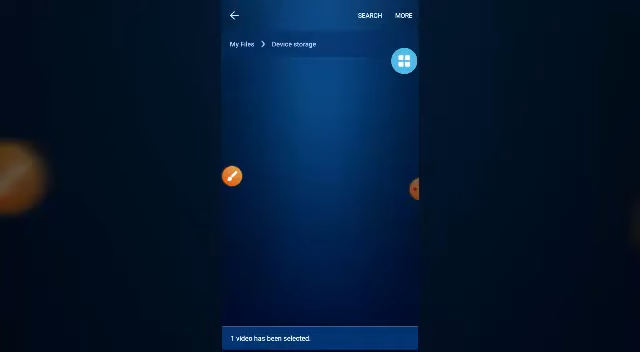 SEARCH MORE
My Files > Device storage
1 video has been selected.